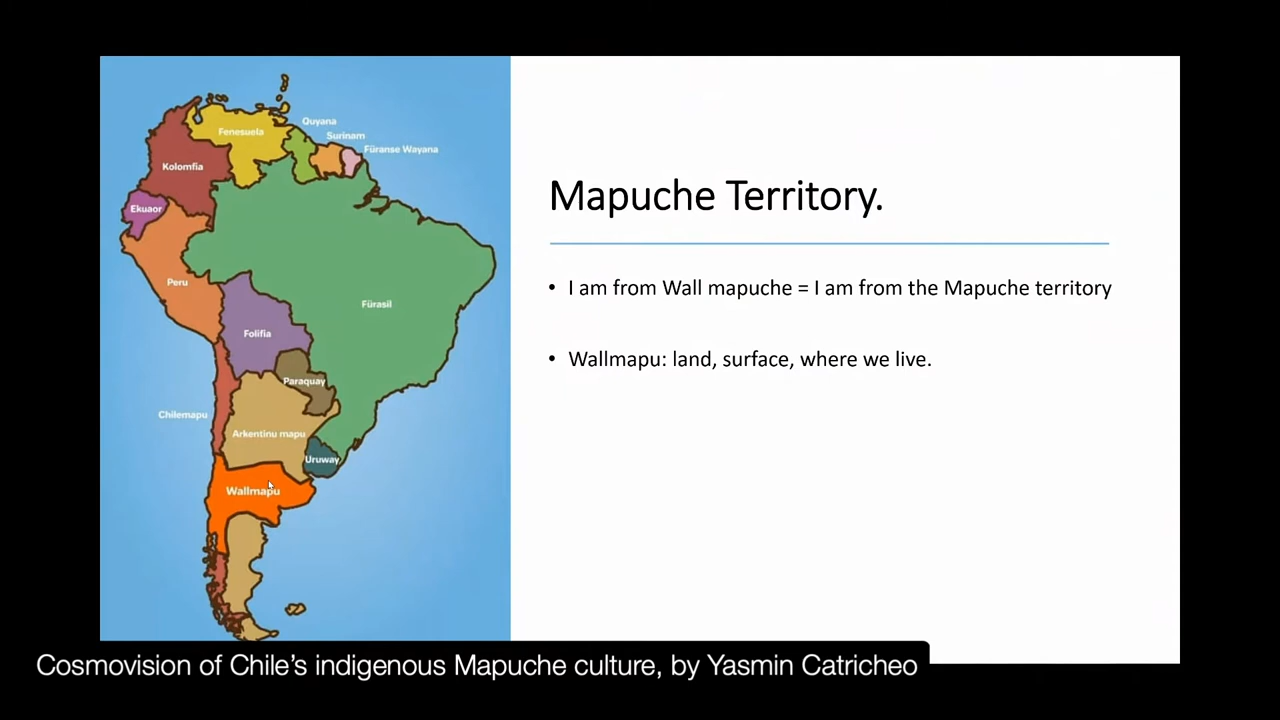 Quyana
Fenesuela
Surinam
Füranse Wayana
Kolomfia
Ekuaor
Peru
Fürasil
Folifia
Paraquay
Chilemapu
Arkentinu mapu
Uruway
Wallmapu
Mapuche Territory.
• I am from Wall mapuche = I am from the Mapuche territory
• Wallmapu: land, surface, where we live.
Cosmovision of Chile’s indigenous Mapuche culture, by Yasmin Catricheo